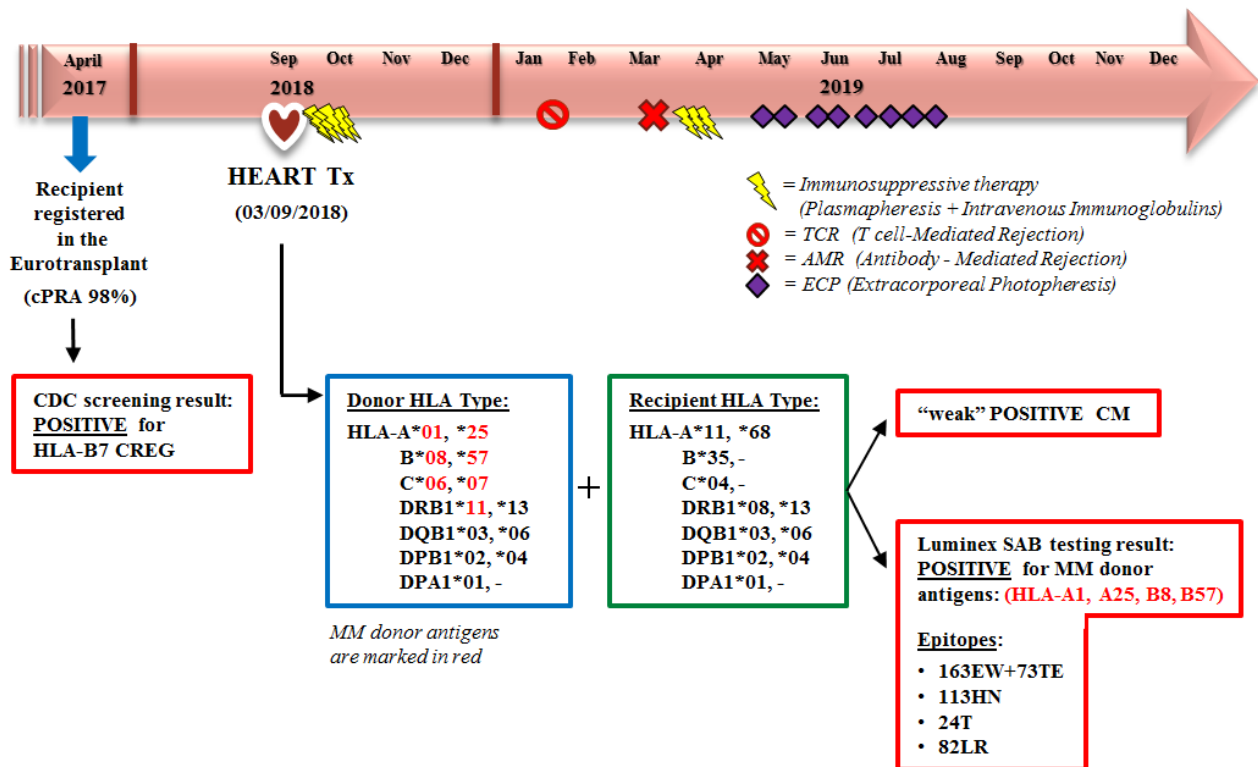 April
2017
Sep Oct Nov Dec
2018
Jan Feb Mar Apr May Jun Jul Aug Sep Oct Nov Dec
2019
Recipient
registered
in the
Eurotransplant
(cPRA 98%)
HEART Tx
(03/09/2018)
= Immunosuppressive therapy
(Plasmapheresis + Intravenous Immunoglobulins)
= TCR (T cell-Mediated Rejection)
= AMR (Antibody - Mediated Rejection)
= ECP (Extracorporeal Photopheresis)
CDC screening result:
POSITIVE for
HLA-B7 CREG
Donor HLA Type:
HLA-A*01, *25
B*08, *57
C*06, *07
DRB1*11, *13
DQB1*03, *06
DPB1*02, *04
DPA1*01, -
MM donor antigens
are marked in red
+
Recipient HLA Type:
HLA-A*11, *68
B*35, -
C*04, -
DRB1*08, *13
DQB1*03, *06
DPB1*02, *04
DPA1*01, -
“weak” POSITIVE CM
Luminex SAB testing result:
POSITIVE for MM donor
antigens: (HLA-A1, A25, B8, B57)
Epitopes:
• 163EW+73TE
• 113HN
• 24T
• 82LR